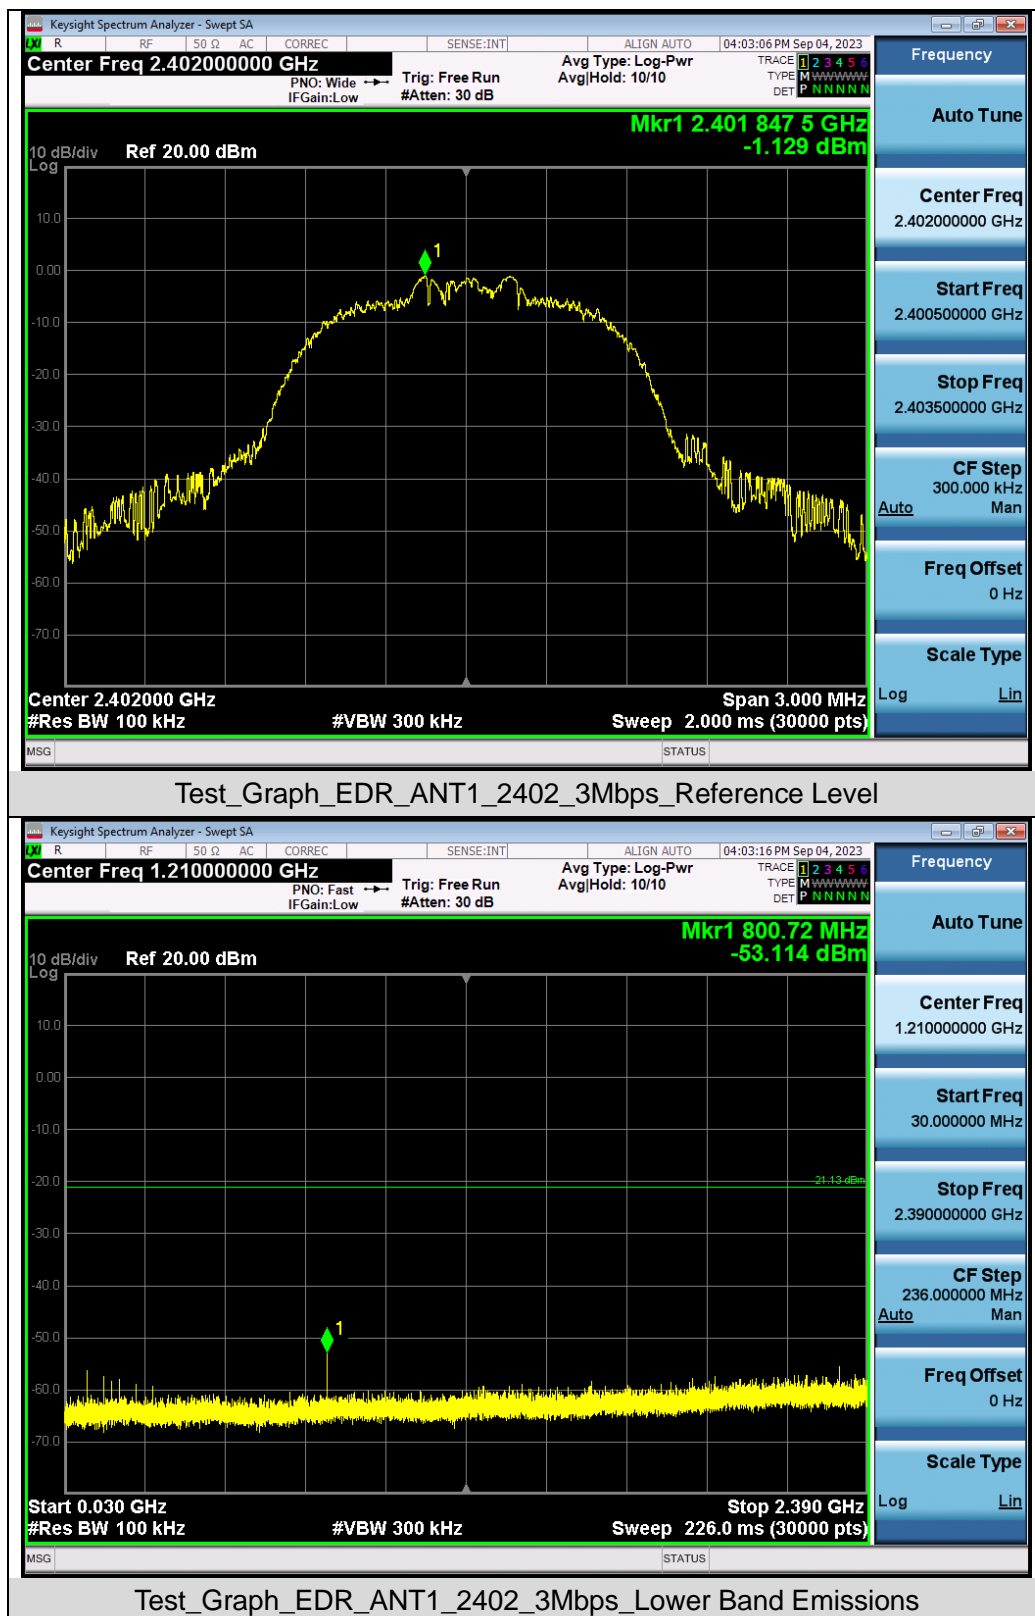 Keysight Spectrum Analyzer - Swept SA
LXI R RF 50 Ω AC CORREC SENSE:INT ALIGN AUTO 04:03:06 PM Sep 04, 2023
Center Freq 2.402000000 GHz
PNO: Wide
IFGain:Low
Trig: Free Run
#Atten: 30 dB
Avg Type: Log-Pwr
Avg|Hold: 10/10
TRACE 1 2 3 4 5 6
TYPE M WWWWW
DET P N N N N N
Mkr1 2.401 847 5 GHz
-1.129 dBm
10 dB/div Ref 20.00 dBm
Log
10.0
0.00
-10.0
-20.0
-30.0
-40.0
-50.0
-60.0
-70.0
1
Center 2.402000 GHz Span 3.000 MHz
#Res BW 100 kHz #VBW 300 kHz Sweep 2.000 ms (30000 pts)
MSG STATUS
Frequency
Auto Tune
Center Freq
2.402000000 GHz
Start Freq
2.400500000 GHz
Stop Freq
2.403500000 GHz
CF Step
300.000 kHz
Auto Man
Freq Offset
0 Hz
Scale Type
Log Lin
Test_Graph_EDR_ANT1_2402_3Mbps_Reference Level
Keysight Spectrum Analyzer - Swept SA
LXI R RF 50 Ω AC CORREC SENSE:INT ALIGN AUTO 04:03:16 PM Sep 04, 2023
Center Freq 1.210000000 GHz
PNO: Fast
IFGain:Low
Trig: Free Run
#Atten: 30 dB
Avg Type: Log-Pwr
Avg|Hold: 10/10
TRACE 1 2 3 4 5 6
TYPE M WWWWW
DET P N N N N N
Mkr1 800.72 MHz
-53.114 dBm
10 dB/div Ref 20.00 dBm
Log
10.0
0.00
-10.0
-20.0
-30.0
-40.0
-50.0
-60.0
-70.0
-21.13 dBm
1
Start 0.030 GHz Stop 2.390 GHz
#Res BW 100 kHz #VBW 300 kHz Sweep 226.0 ms (30000 pts)
MSG STATUS
Frequency
Auto Tune
Center Freq
1.210000000 GHz
Start Freq
30.000000 MHz
Stop Freq
2.390000000 GHz
CF Step
236.000000 MHz
Auto Man
Freq Offset
0 Hz
Scale Type
Log Lin
Test_Graph_EDR_ANT1_2402_3Mbps_Lower Band Emissions